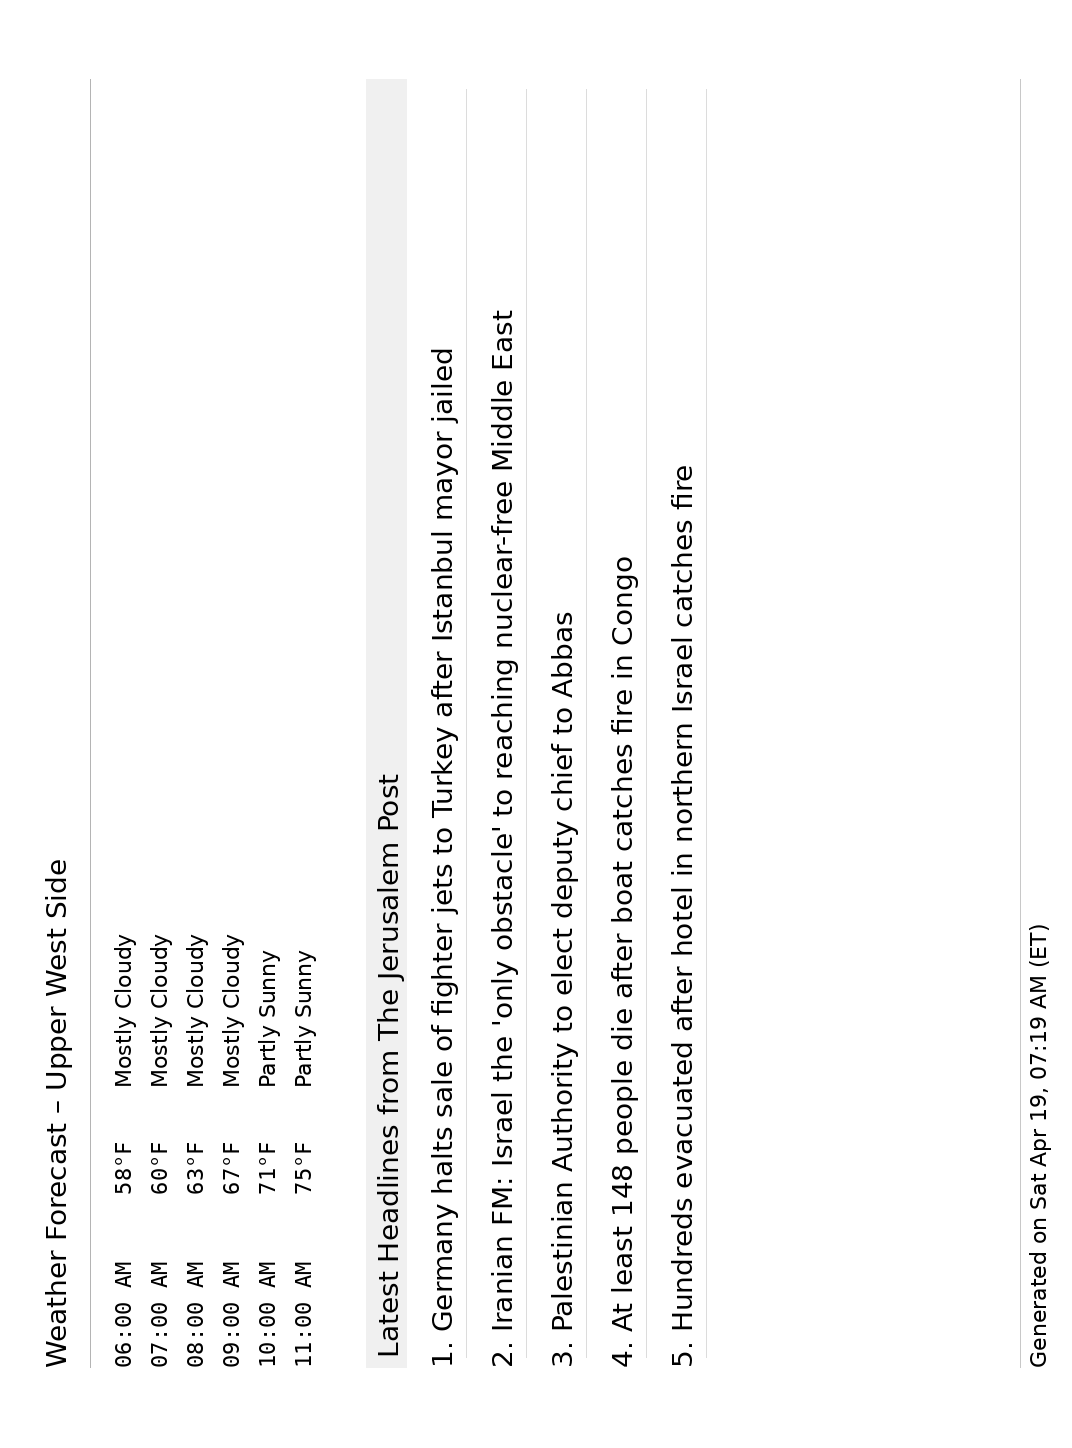 Weather Forecast – Upper West Side
06:00 AM 58°F Mostly Cloudy
07:00 AM 60°F Mostly Cloudy
08:00 AM 63°F Mostly Cloudy
09:00 AM 67°F Mostly Cloudy
10:00 AM 71°F Partly Sunny
11:00 AM 75°F Partly Sunny
Latest Headlines from The Jerusalem Post
1. Germany halts sale of fighter jets to Turkey after Istanbul mayor jailed
2. Iranian FM: Israel the 'only obstacle' to reaching nuclear-free Middle East
3. Palestinian Authority to elect deputy chief to Abbas
4. At least 148 people die after boat catches fire in Congo
5. Hundreds evacuated after hotel in northern Israel catches fire
Generated on Sat Apr 19, 07:19 AM (ET)